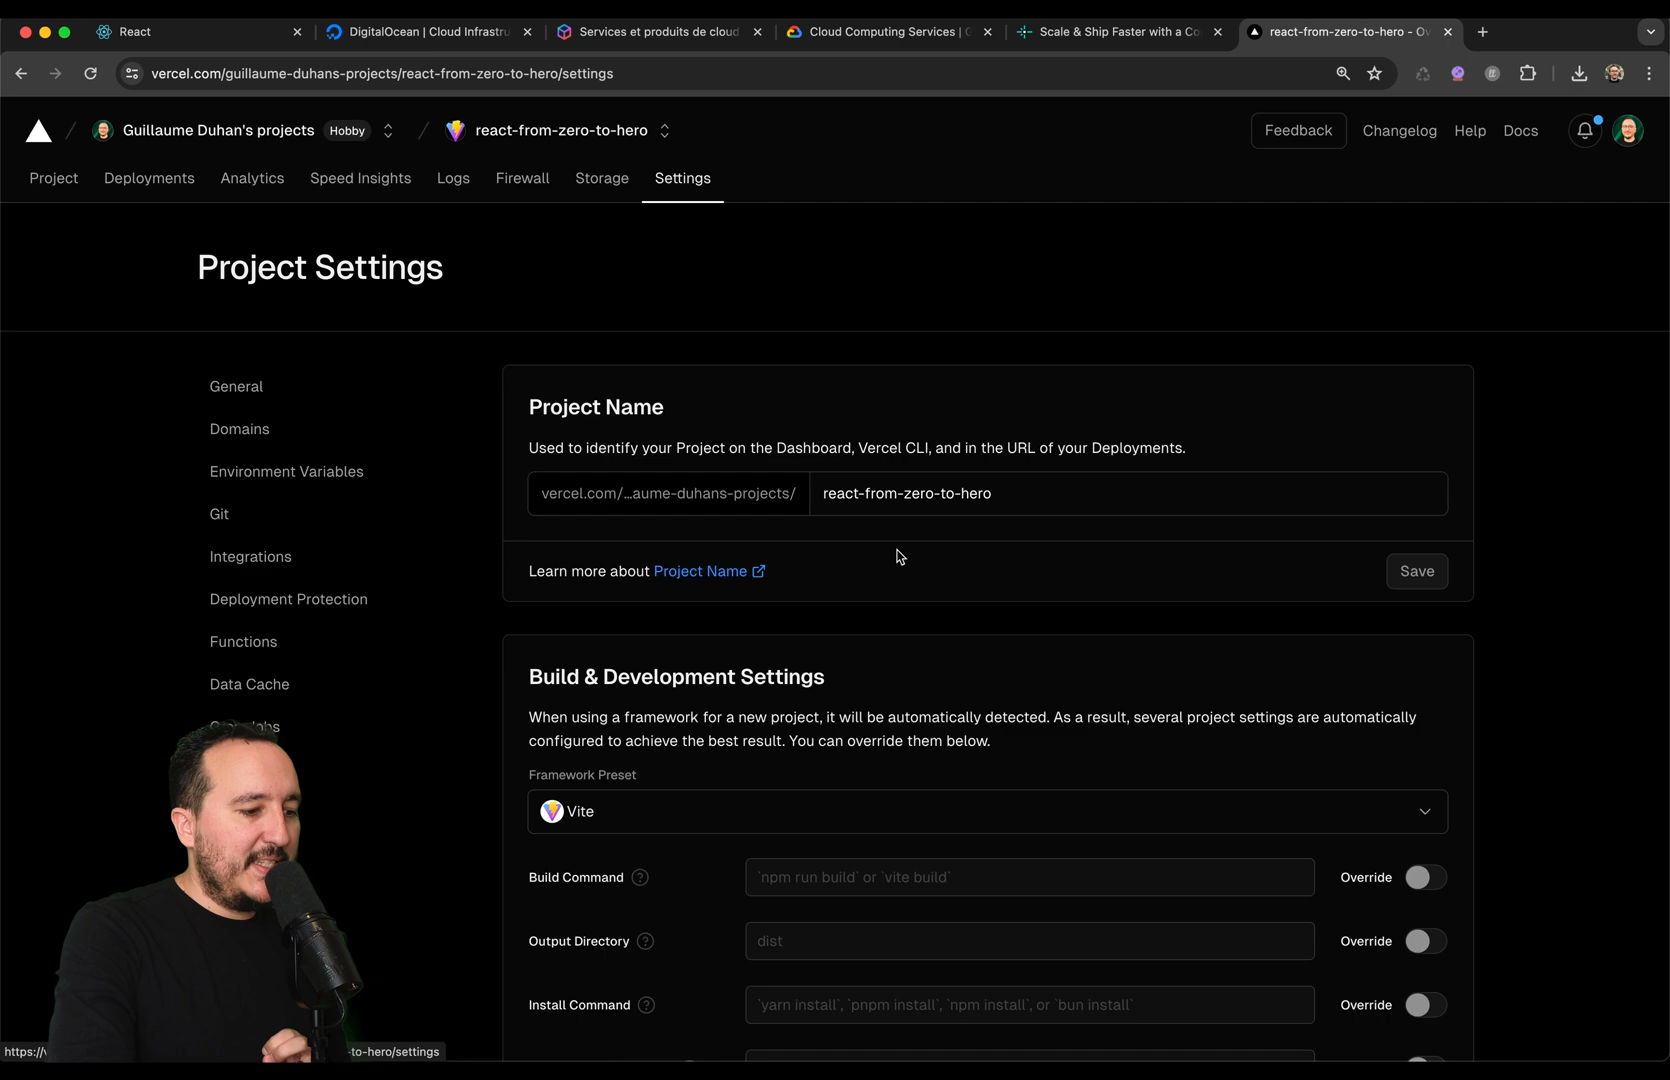 React
DigitalOcean | Cloud Infrastru
Services et produits de cloud
Cloud Computing Services |
Scale & Ship Faster with a Co
react-from-zero-to-hero - Ov
vercel.com/guillaume-duhans-projects/react-from-zero-to-hero/settings
Guillaume Duhan's projects Hobby
react-from-zero-to-hero
Feedback Changelog Help Docs
Project Deployments Analytics Speed Insights Logs Firewall Storage Settings
Project Settings
General
Domains
Environment Variables
Git
Integrations
Deployment Protection
Functions
Data Cache
Project Name
Used to identify your Project on the Dashboard, Vercel CLI, and in the URL of your Deployments.
vercel.com/...aume-duhans-projects/ react-from-zero-to-hero
Learn more about Project Name
Save
Build & Development Settings
When using a framework for a new project, it will be automatically detected. As a result, several project settings are automatically
configured to achieve the best result. You can override them below.
Framework Preset
Vite
Build Command ? `npm run build` or `vite build` Override
Output Directory ? dist Override
Install Command ? `yarn install`, `pnpm install`, `npm install`, or `bun install` Override
-to-hero/settings